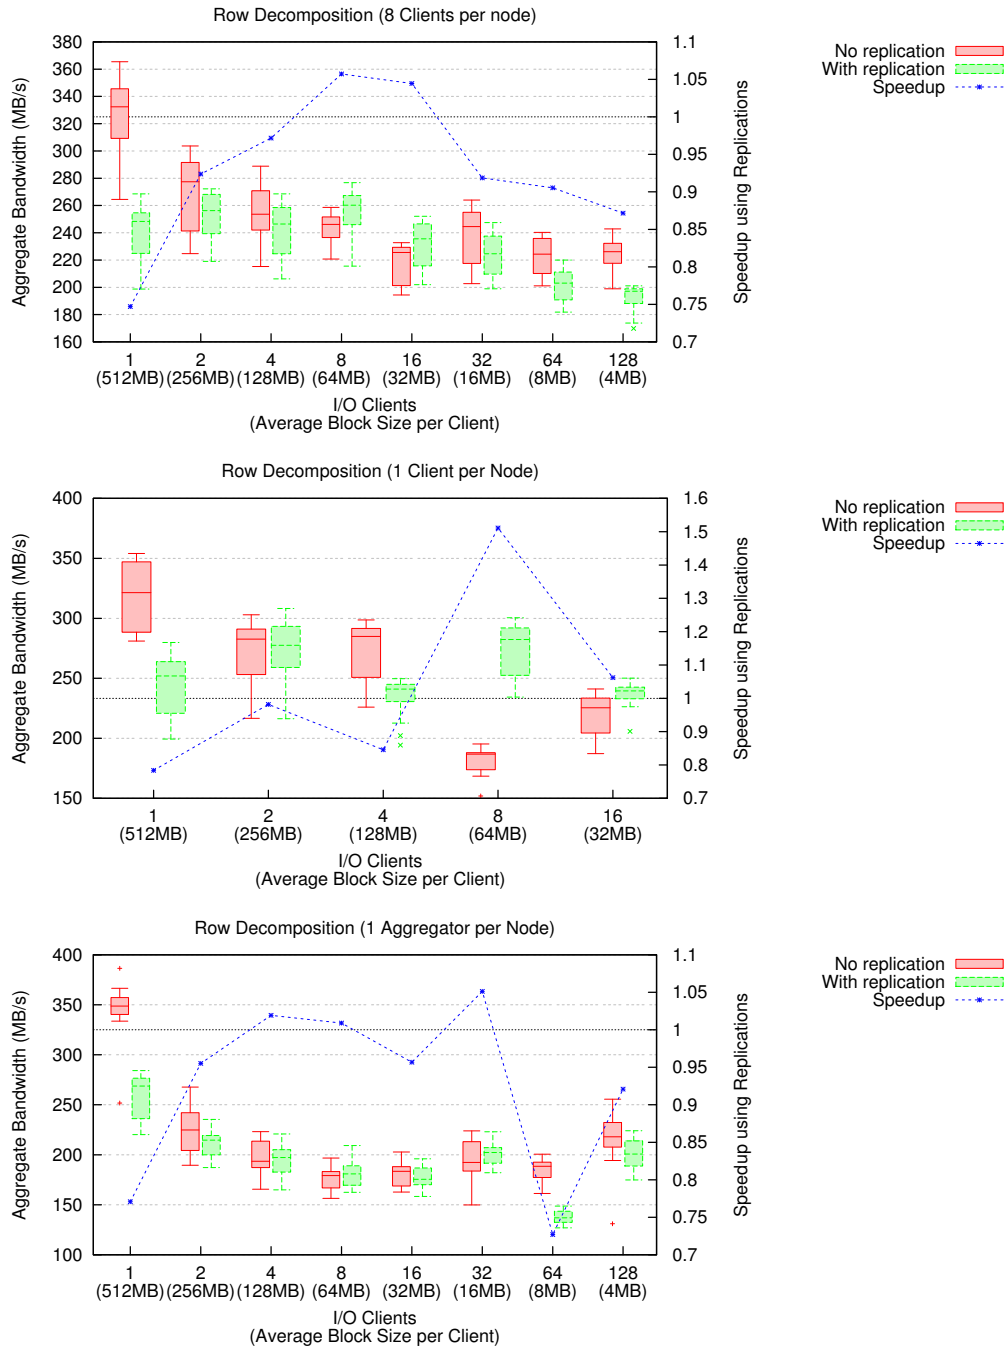 Row Decomposition (8 Clients per node)
Aggregate Bandwidth (MB/s)
380
360
340
320
300
280
260
240
220
200
180
160
1.1
1.05
1
0.95
0.9
0.85
0.8
0.75
0.7
Speedup using Replications
No replication
With replication
Speedup
1 2 4 8 16 32 64 128
(512MB) (256MB) (128MB) (64MB) (32MB) (16MB) (8MB) (4MB)
I/O Clients
(Average Block Size per Client)
Row Decomposition (1 Client per Node)
Aggregate Bandwidth (MB/s)
400
350
300
250
200
150
1.6
1.5
1.4
1.3
1.2
1.1
1
0.9
0.8
0.7
Speedup using Replications
No replication
With replication
Speedup
1 2 4 8 16
(512MB) (256MB) (128MB) (64MB) (32MB)
I/O Clients
(Average Block Size per Client)
Row Decomposition (1 Aggregator per Node)
Aggregate Bandwidth (MB/s)
400
350
300
250
200
150
100
1.1
1.05
1
0.95
0.9
0.85
0.8
0.75
0.7
Speedup using Replications
No replication
With replication
Speedup
1 2 4 8 16 32 64 128
(512MB) (256MB) (128MB) (64MB) (32MB) (16MB) (8MB) (4MB)
I/O Clients
(Average Block Size per Client)